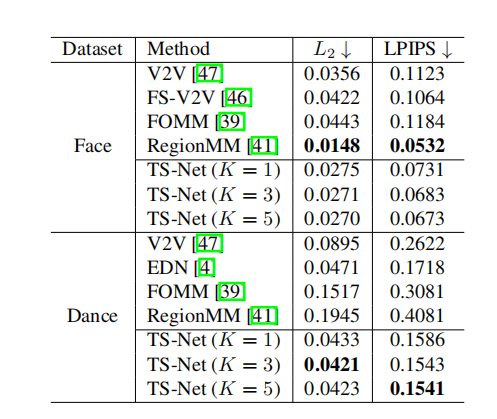 Dataset Method L2 ↓ LPIPS ↓
V2V [47] 0.0356 0.1123
FS-V2V [46] 0.0422 0.1064
FOMM [39] 0.0443 0.1184
Face RegionMM [41] 0.0148 0.0532
TS-Net (K = 1) 0.0275 0.0731
TS-Net (K = 3) 0.0271 0.0683
TS-Net (K = 5) 0.0270 0.0673
V2V [47] 0.0895 0.2622
EDN [4] 0.0471 0.1718
FOMM [39] 0.1517 0.3081
Dance RegionMM [41] 0.1945 0.4081
TS-Net (K = 1) 0.0433 0.1586
TS-Net (K = 3) 0.0421 0.1543
TS-Net (K = 5) 0.0423 0.1541